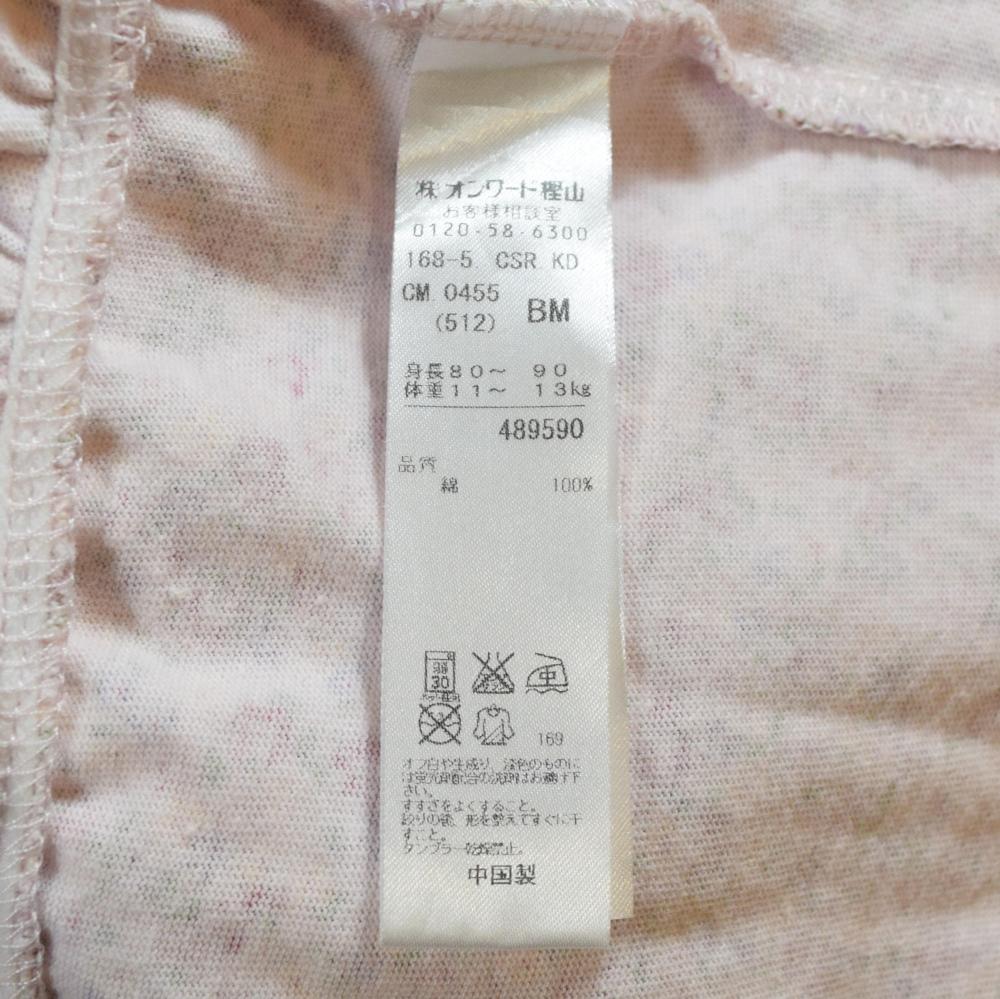 株 オンワード樫山
お客様相談室
0120-58-6300
168-5 CSR KD
CM 0455
(512) BM
身長80〜 90
体重11〜 13kg
489590
品質
綿 100%
弱
30
中
169
オフ白や生成り、淡色のものに
は蛍光剤配合の洗剤はお避け下
さい。
すすぎをよくすること。
絞りの後、形を整えてすぐに干
すこと。
タンブラー乾燥禁止。
中国製